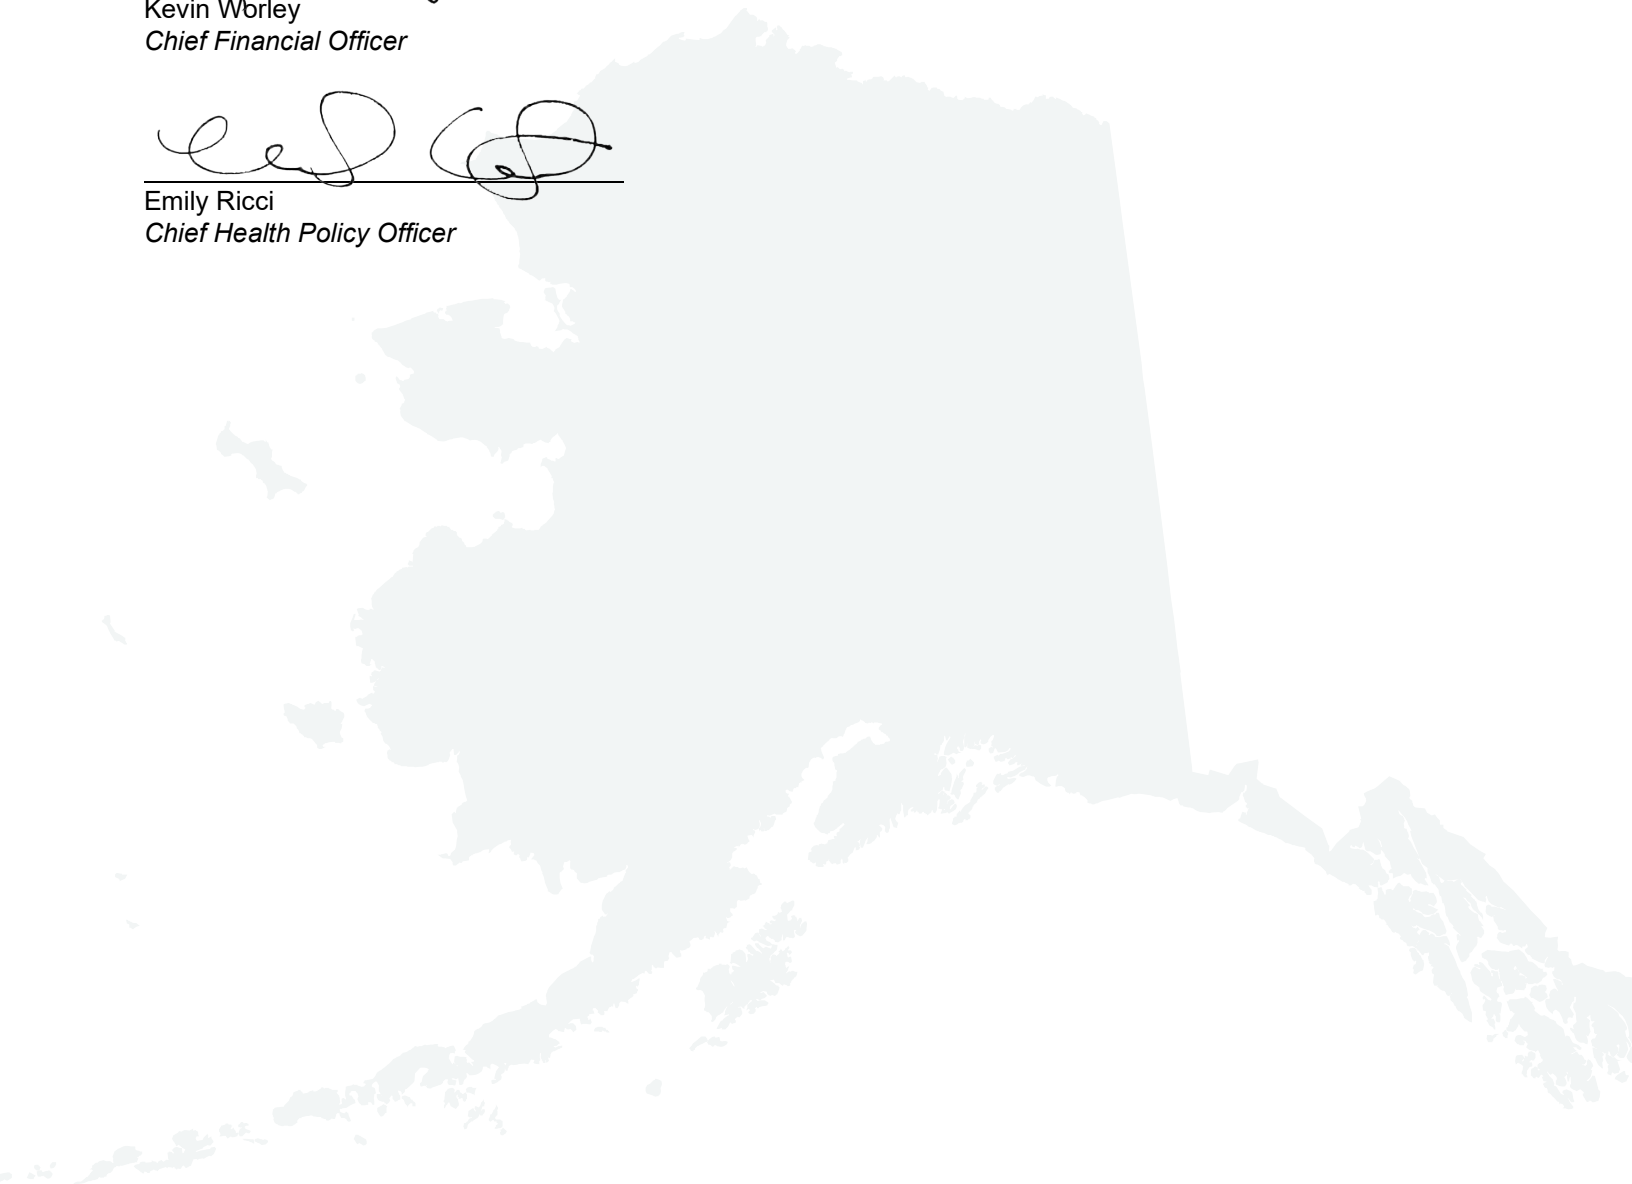 Kevin Worley
Chief Financial Officer
Emily Ricci
Chief Health Policy Officer